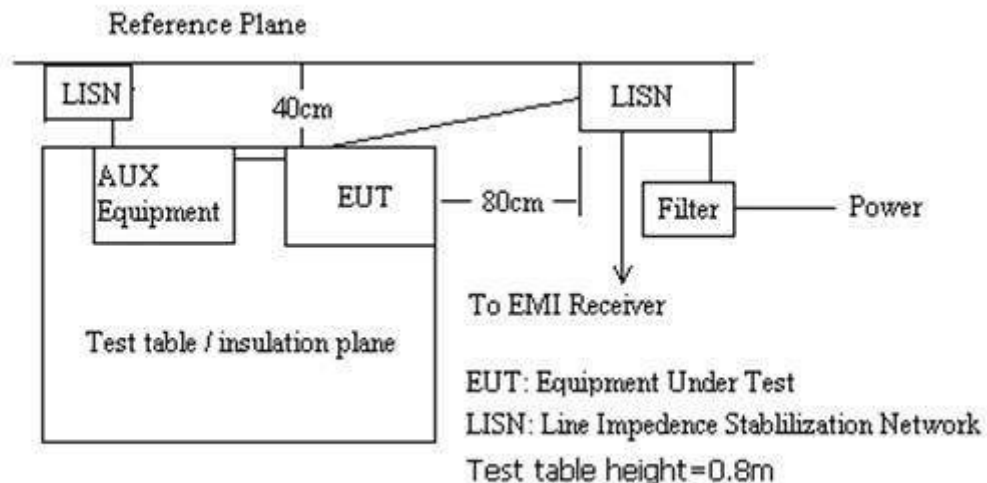 Reference Plane
LISN
40cm
LISN
AUX
Equipment
EUT
80cm
Filter
Power
To EMI Receiver
Test table / insulation plane
EUT: Equipment Under Test
LISN: Line Impedence Stablilization Network
Test table height=0.8m